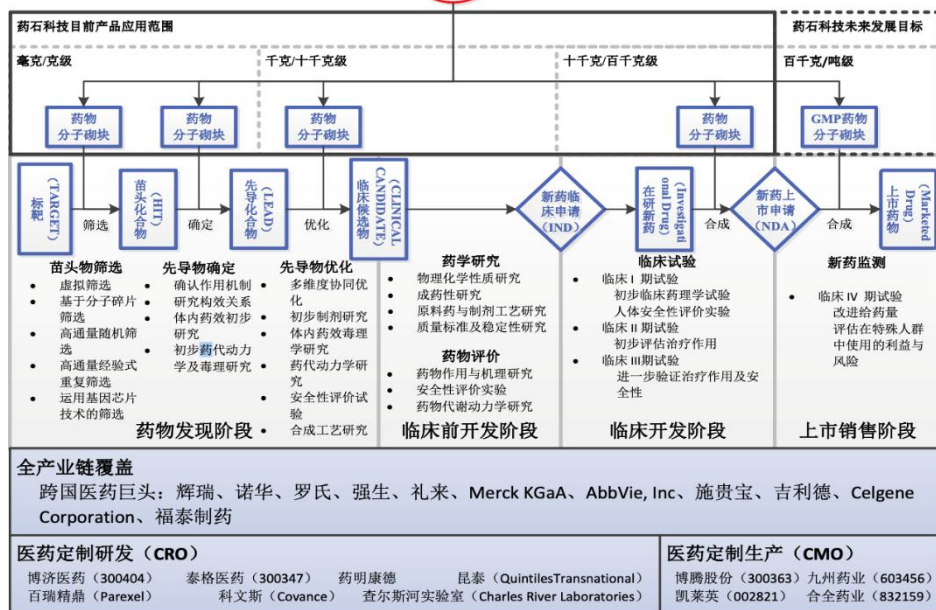 药石科技目前产品应用范围
药石科技未来发展目标
毫克/克级
千克/十千克级
十千克/百千克级
百千克/吨级
药物
分子砌块
药物
分子砌块
药物
分子砌块
药物
分子砌块
GMP药物
分子砌块
标靶
(TARGET)
筛选
苗头化合物
(HIT)
确定
先导化合物
(LEAD)
优化
临床候选物
(CLINICAL
CANDIDATE)
新药临
床申请
(IND)
在研新药
(Investigati
onal Drug)
合成
新药上
市申请
(NDA)
合成
上市药物
(Marketed
Drug)
苗头物筛选
• 虚拟筛选
• 基于分子碎片
筛选
• 高通量随机筛
选
• 高通量经验式
重复筛选
• 运用基因芯片
技术的筛选
先导物确定
• 确认作用机制
• 研究构效关系
• 体内药效初步
研究
• 初步药代动力
学及毒理研究
先导物优化
• 多维度协同优
化
• 初步制剂研究
• 体内药效毒理
学研究
• 药代动力学研
究
• 安全性评价试
验
• 合成工艺研究
药学研究
• 物理化学性质研究
• 成药性研究
• 原料药与制剂工艺研究
• 质量标准及稳定性研究
药物评价
• 药物作用与机理研究
• 安全性评价实验
• 药物代谢动力学研究
临床试验
• 临床 I 期试验
初步临床药理学试验
人体安全性评价实验
• 临床 II 期试验
初步评估治疗作用
• 临床 III期试验
进一步验证治疗作用及安
全性
新药监测
• 临床 IV 期试验
改进给药量
评估在特殊人群
中使用的利益与
风险
药物发现阶段
临床前开发阶段
临床开发阶段
上市销售阶段
全产业链覆盖
跨国医药巨头：辉瑞、诺华、罗氏、强生、礼来、Merck KGaA、AbbVie, Inc、施贵宝、吉利德、Celgene
Corporation、福泰制药
医药定制研发（CRO）
博济医药（300404） 泰格医药（300347） 药明康德 昆泰（QuintilesTransnational）
百瑞精鼎（Parexel） 科文斯（Covance） 查尔斯河实验室（Charles River Laboratories）
医药定制生产（CMO）
博腾股份（300363）九州药业（603456）
凯莱英（002821） 合全药业（832159）